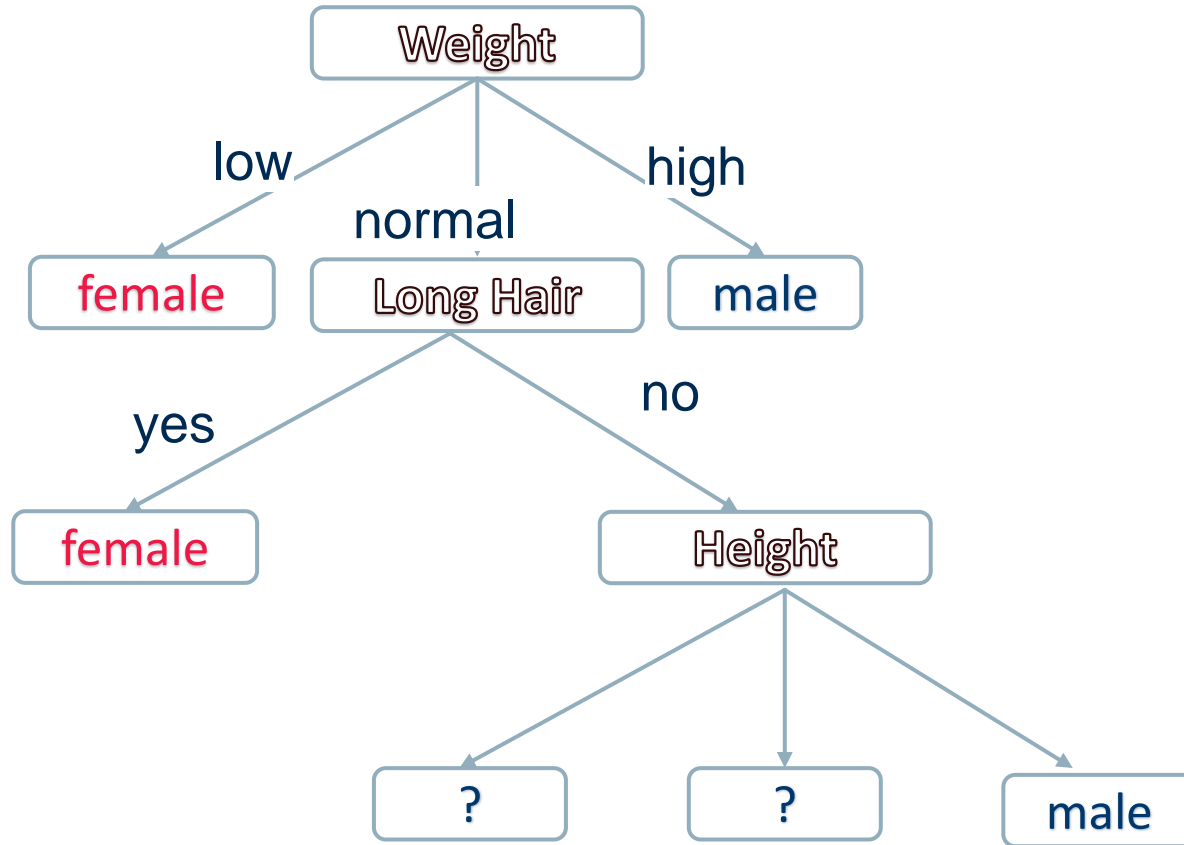 Weight
low
high
normal
female
Long Hair
male
yes
no
female
Height
?
?
male